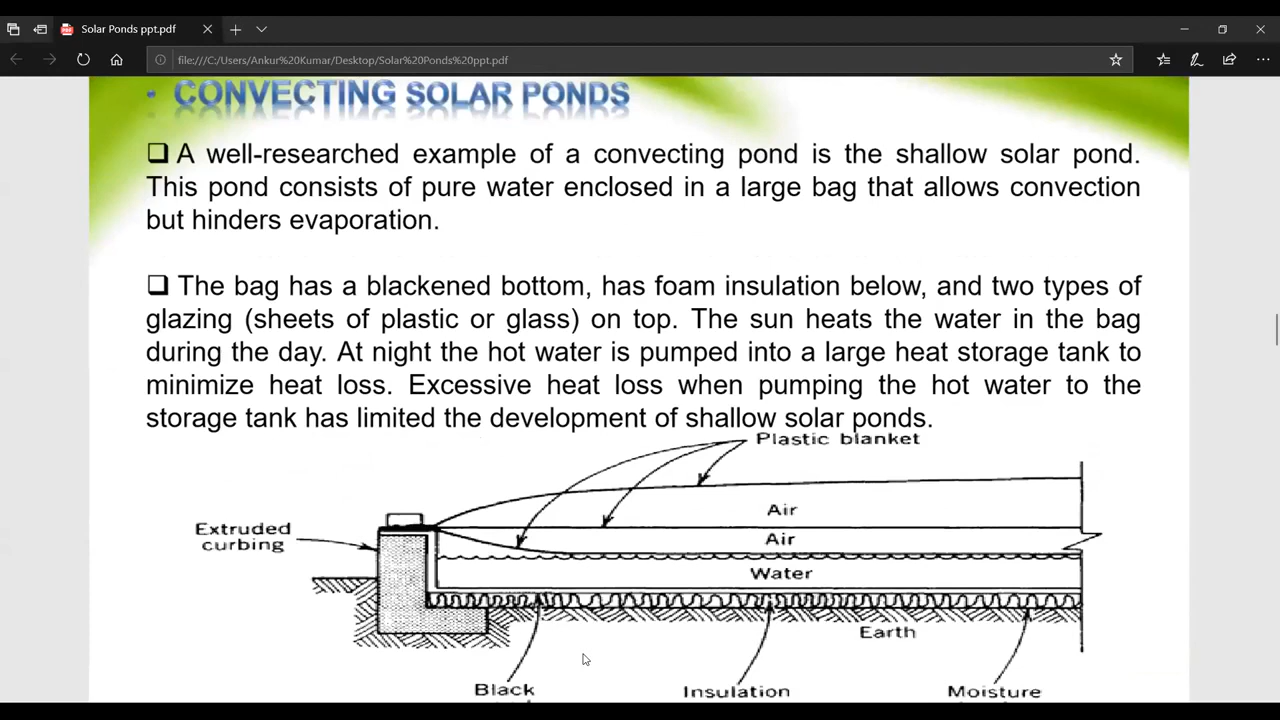 Solar Ponds ppt.pdf
file:///C:/Users/Ankur%20Kumar/Desktop/Solar%20Ponds%20ppt.pdf
• CONVECTING SOLAR PONDS
❑ A well-researched example of a convecting pond is the shallow solar pond.
This pond consists of pure water enclosed in a large bag that allows convection
but hinders evaporation.
❑ The bag has a blackened bottom, has foam insulation below, and two types of
glazing (sheets of plastic or glass) on top. The sun heats the water in the bag
during the day. At night the hot water is pumped into a large heat storage tank to
minimize heat loss. Excessive heat loss when pumping the hot water to the
storage tank has limited the development of shallow solar ponds.
Plastic blanket
Air
Extruded
curbing
Air
Water
Earth
Black
Insulation
Moisture